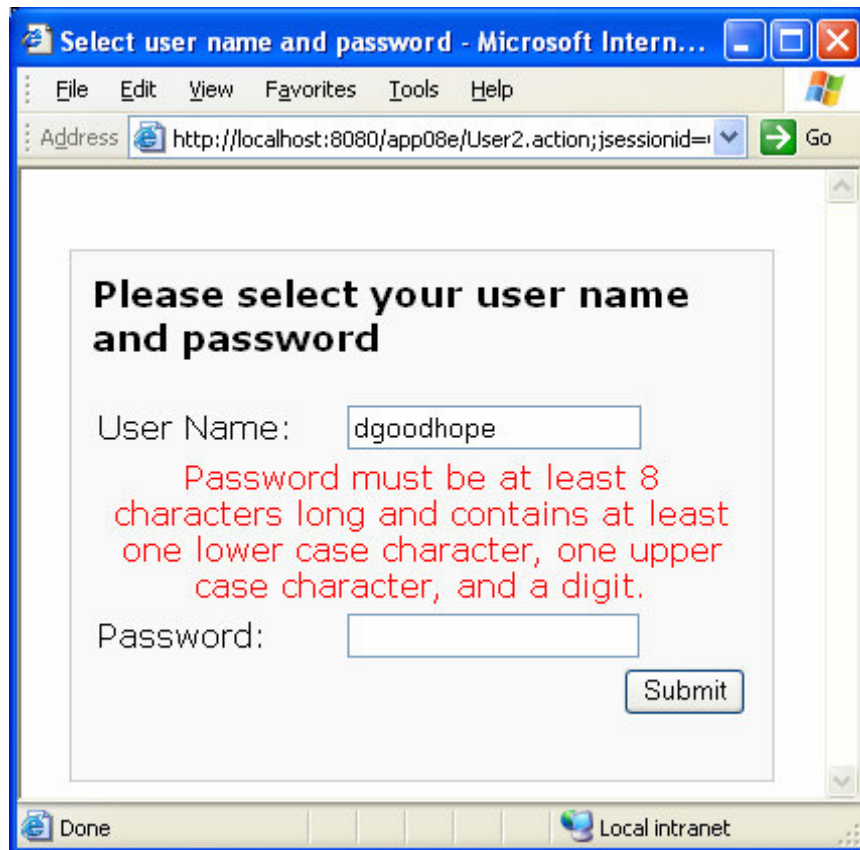 Select user name and password - Microsoft Intern...
File Edit View Favorites Tools Help
Address http://localhost:8080/app08e/User2.action;jsessionid= Go
Please select your user name
and password
User Name: dgoodhope
Password must be at least 8
characters long and contains at least
one lower case character, one upper
case character, and a digit.
Password:
Submit
Done Local intranet